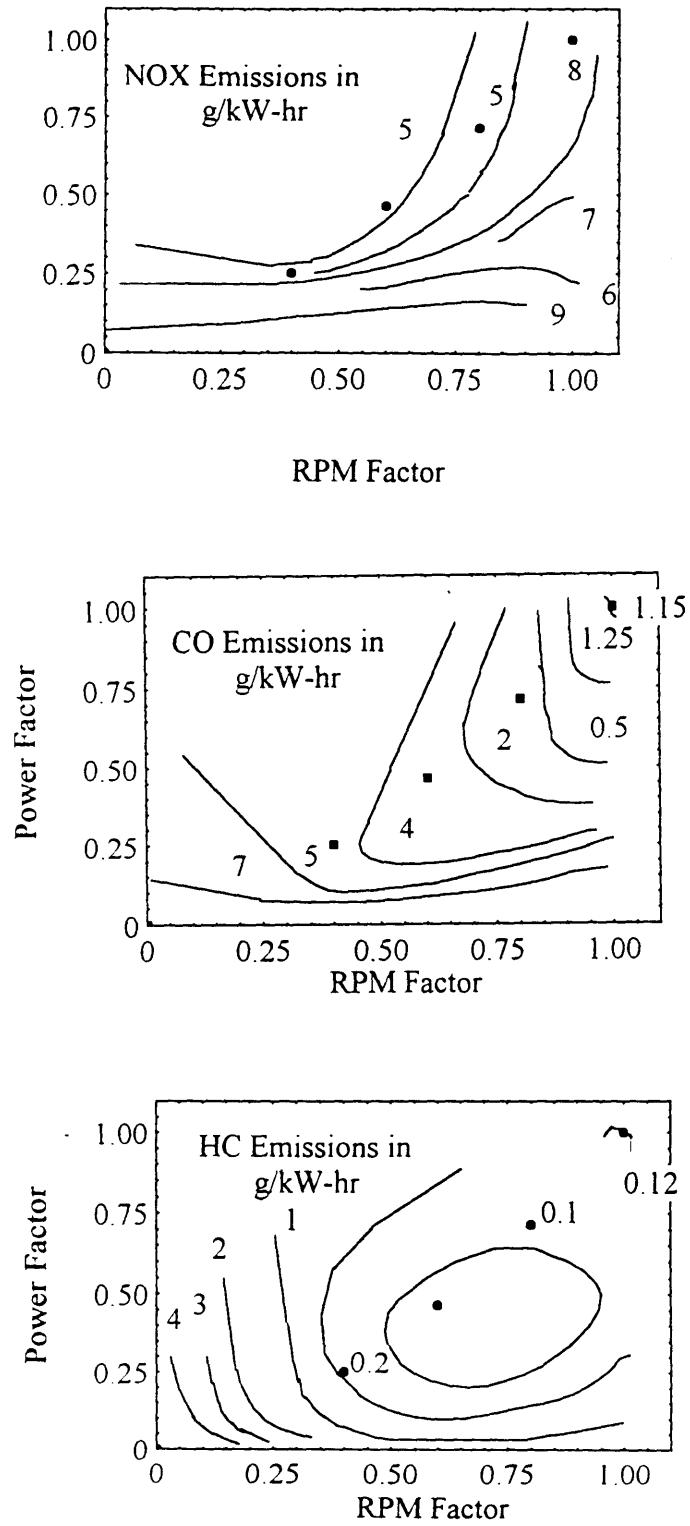 1.00
NOX Emissions in
g/kW-hr
8
0.75
5
5
0.50
7
0.25
6
9
0
0 0.25 0.50 0.75 1.00
RPM Factor
1.00
1.15
CO Emissions in
g/kW-hr
1.25
0.75
2
0.5
Power Factor
0.50
4
0.25
7
5
0
0 0.25 0.50 0.75 1.00
RPM Factor
1.00
HC Emissions in
g/kW-hr
0.12
0.75
1
0.1
2
Power Factor
0.50
4
3
0.25
0.2
0
0 0.25 0.50 0.75 1.00
RPM Factor